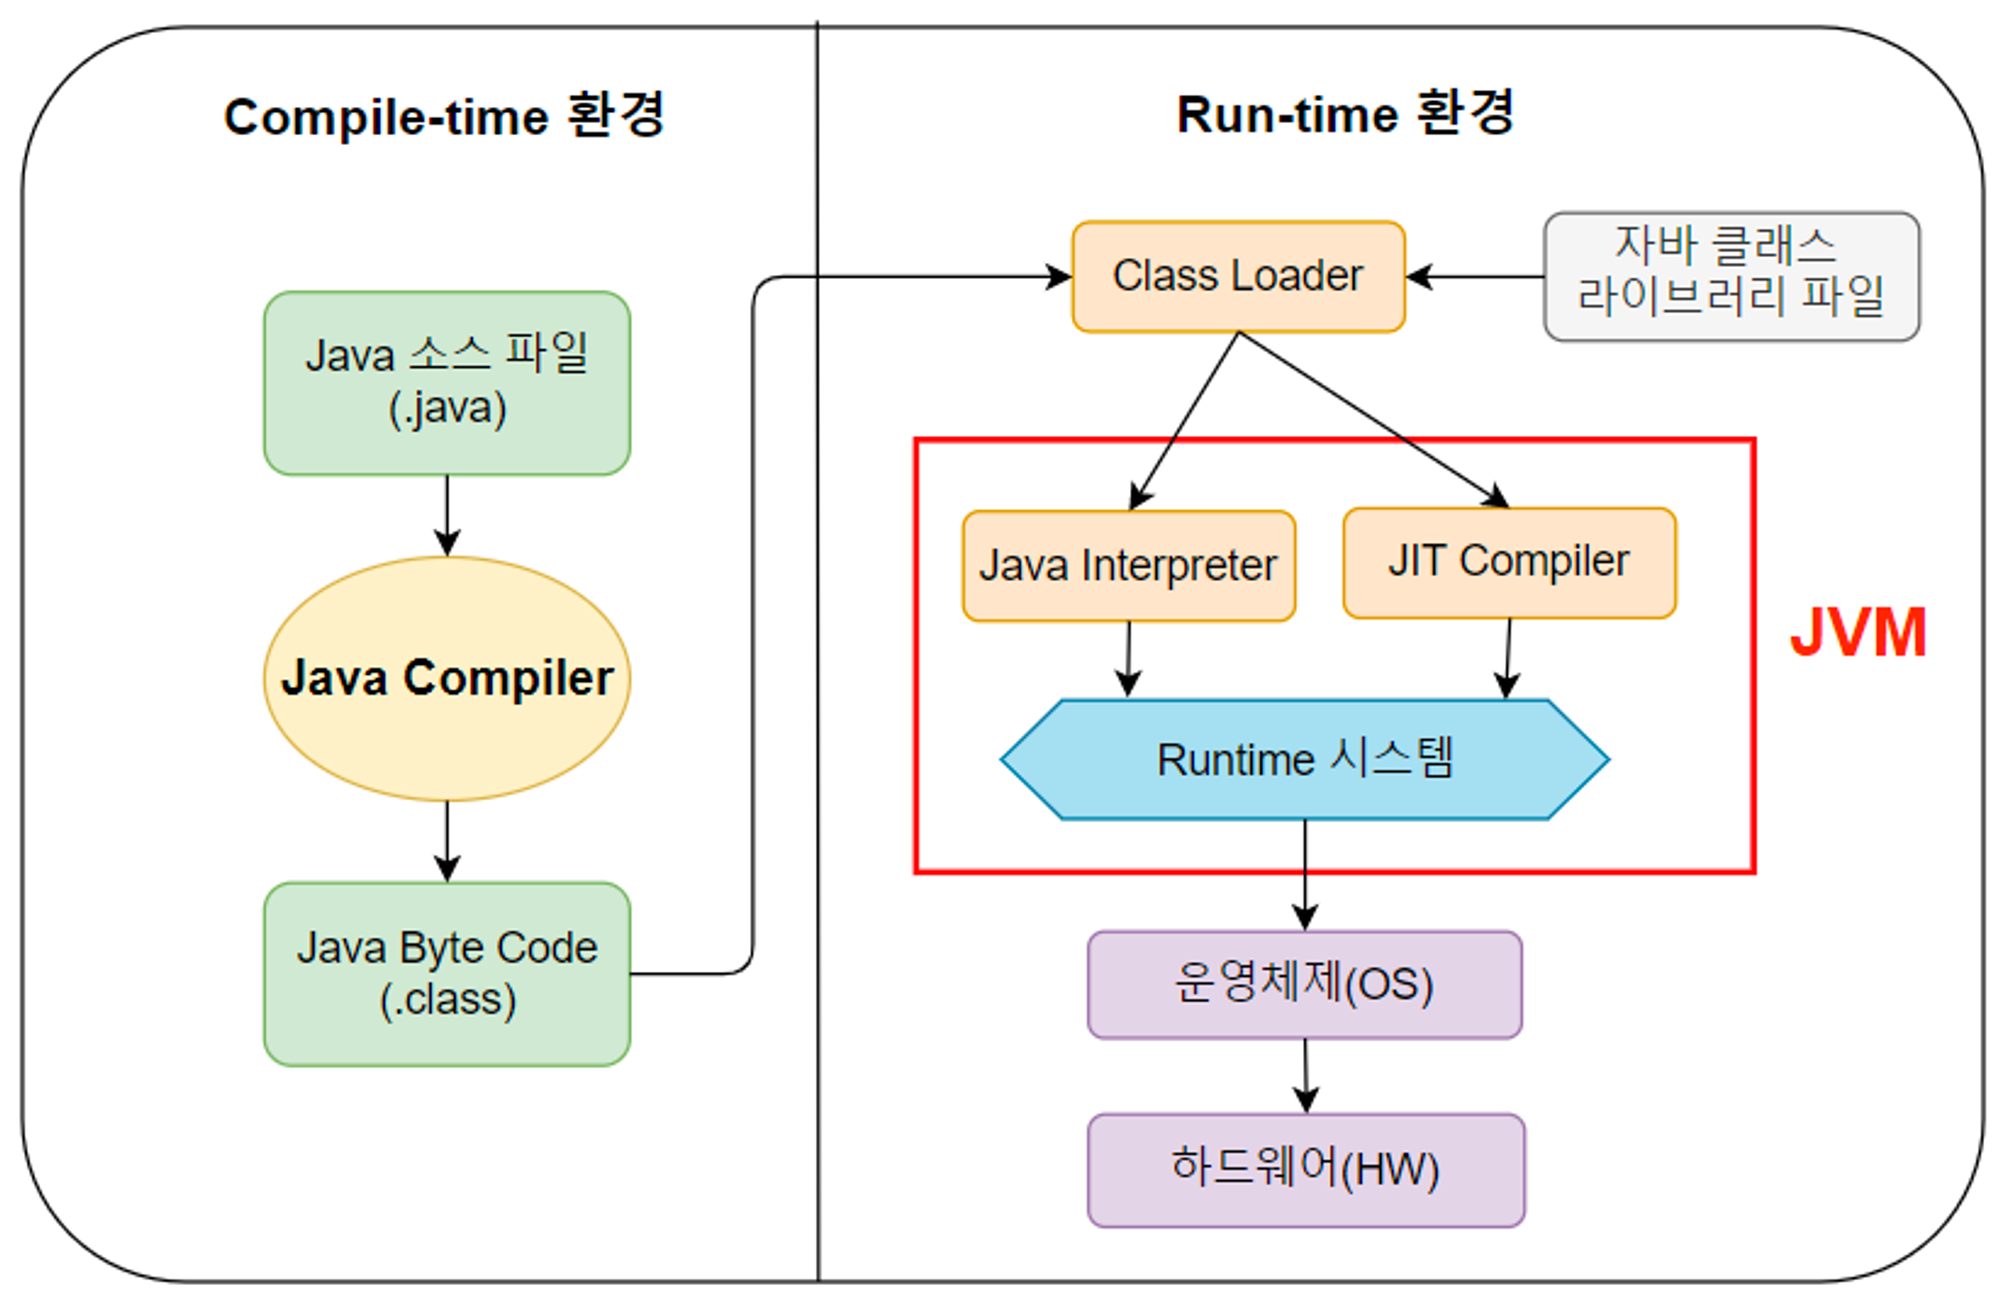 Compile-time 환경
Java 소스 파일
(.java)
Java Compiler
Java Byte Code
(.class)
Run-time 환경
Class Loader
자바 클래스
라이브러리 파일
Java Interpreter
JIT Compiler
JVM
Runtime 시스템
운영체제(OS)
하드웨어(HW)